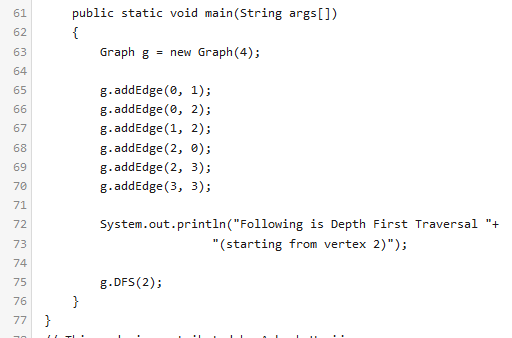 61 public static void main(String args[])
62 {
63 Graph g = new Graph(4);
64
65 g.addEdge(0, 1);
66 g.addEdge(0, 2);
67 g.addEdge(1, 2);
68 g.addEdge(2, 0);
69 g.addEdge(2, 3);
70 g.addEdge(3, 3);
71
72 System.out.println("Following is Depth First Traversal "+
73 "(starting from vertex 2)");
74
75 g.DFS(2);
76 }
77 }